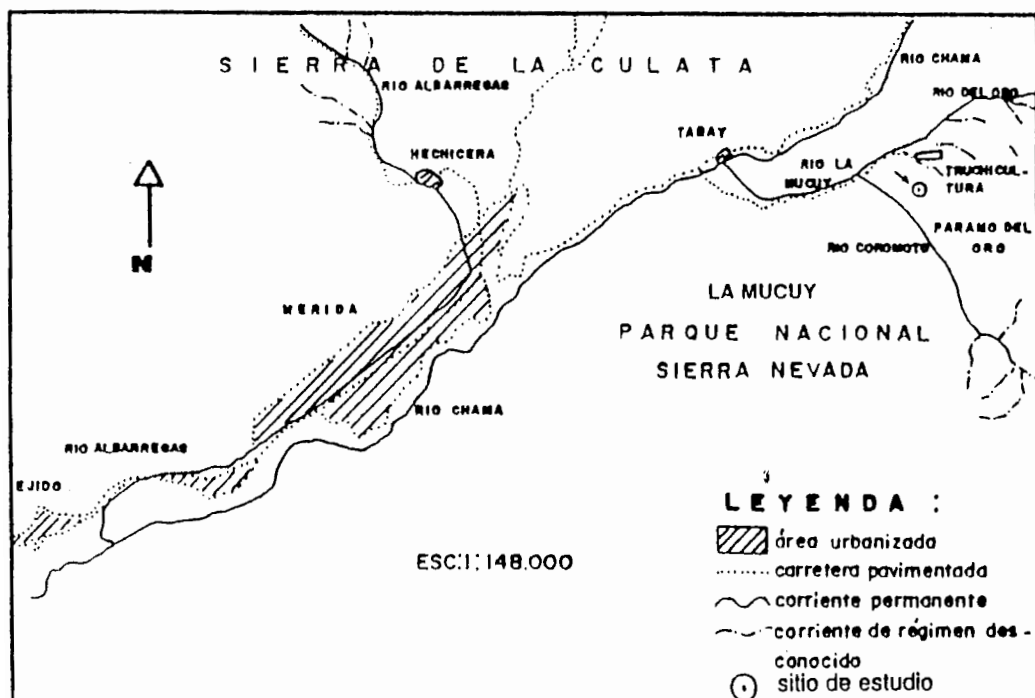 SIERRA DE LA CULATA
RIO CHAMA
RIO ALBARREGAS
RIO DEL ORO
TABAY
HECHICERA
RIO LA
MUCUY
TRUCHICUL-
TURA
N
RIO COROMOTO
PARAMO DEL
ORO
MERIDA
LA MUCUY
PARQUE NACIONAL
SIERRA NEVADA
RIO CHAMA
RIO ALBARREGAS
EJIDO
LEYENDA :
área urbanizada
ESC:1:148.000
carretera pavimentada
corriente permanente
corriente de régimen des-
conocido
sitio de estudio